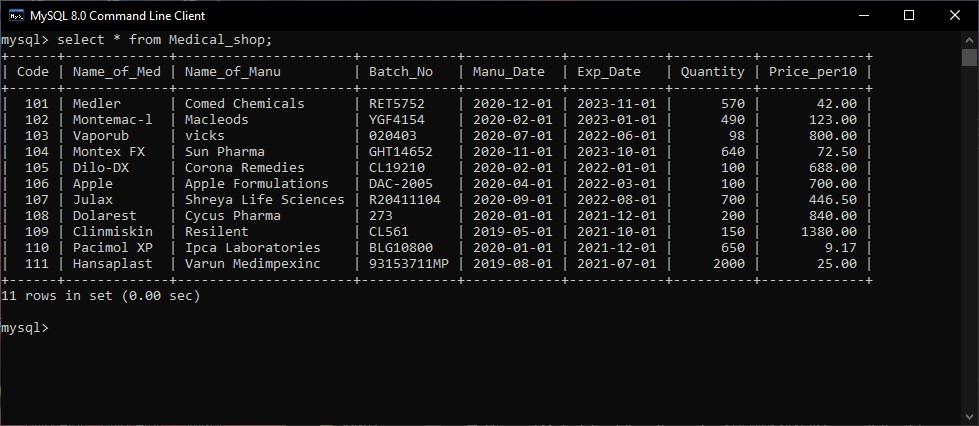 MySQL 8.0 Command Line Client
mysql> select * from Medical_shop;
+------+-------------+----------------------+------------+------------+------------+----------+-------------+
| Code | Name_of_Med | Name_of_Manu         | Batch_No   | Manu_Date  | Exp_Date   | Quantity | Price_per10 |
+------+-------------+----------------------+------------+------------+------------+----------+-------------+
|  101 | Medler      | Comed Chemicals      | RET5752    | 2020-12-01 | 2023-11-01 |      570 |       42.00 |
|  102 | Montemac-l  | Macleods             | YGF4154    | 2020-02-01 | 2023-01-01 |      490 |      123.00 |
|  103 | Vaporub     | vicks                | 020403     | 2020-07-01 | 2022-06-01 |       98 |      800.00 |
|  104 | Montex FX   | Sun Pharma           | GHT14652   | 2020-11-01 | 2023-10-01 |      640 |       72.50 |
|  105 | Dilo-DX     | Corona Remedies      | CL19210    | 2020-02-01 | 2022-01-01 |      100 |      688.00 |
|  106 | Apple       | Apple Formulations   | DAC-2005   | 2020-04-01 | 2022-03-01 |      100 |      700.00 |
|  107 | Julax       | Shreya Life Sciences | R20411104  | 2020-09-01 | 2022-08-01 |      700 |      446.50 |
|  108 | Dolarest    | Cycus Pharma         | 273        | 2020-01-01 | 2021-12-01 |      200 |      840.00 |
|  109 | Clinmiskin  | Resilent             | CL561      | 2019-05-01 | 2021-10-01 |      150 |     1380.00 |
|  110 | Pacimol XP  | Ipca Laboratories    | BLG10800   | 2020-01-01 | 2021-12-01 |      650 |        9.17 |
|  111 | Hansaplast  | Varun Medimpexinc    | 93153711MP | 2019-08-01 | 2021-07-01 |     2000 |       25.00 |
+------+-------------+----------------------+------------+------------+------------+----------+-------------+
11 rows in set (0.00 sec)
mysql>